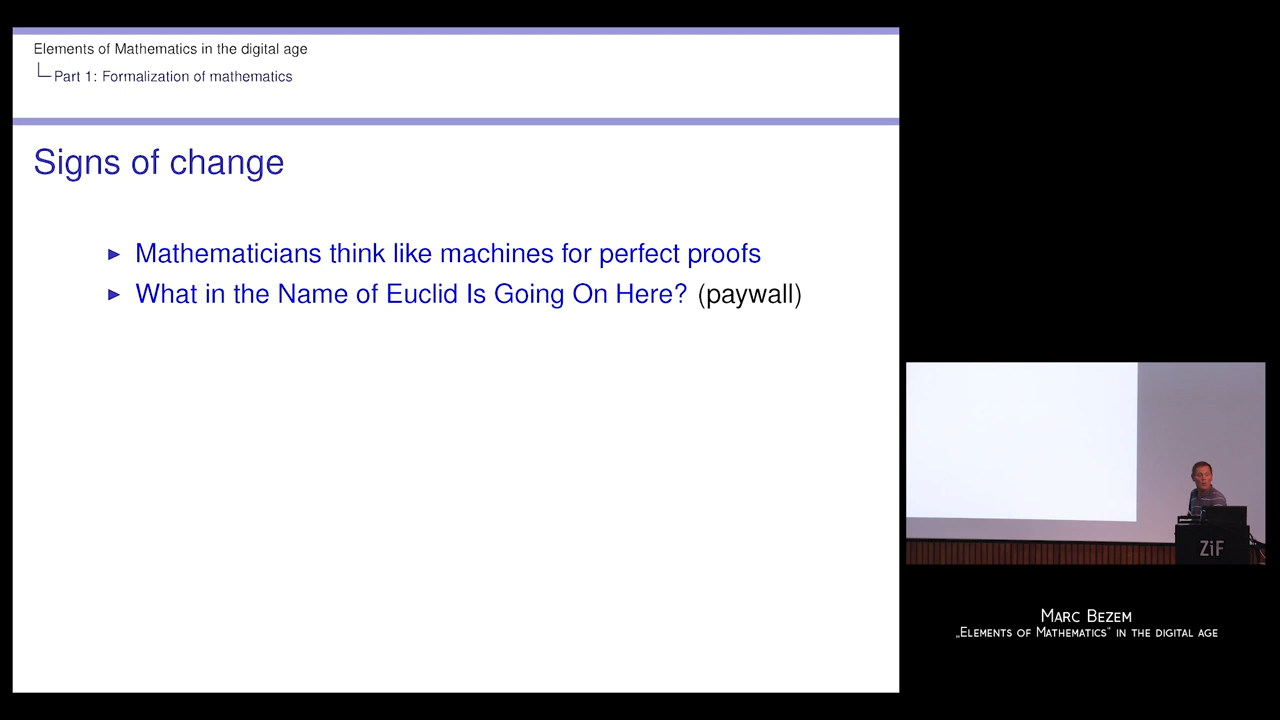 Elements of Mathematics in the digital age
Part 1: Formalization of mathematics
Signs of change
Mathematicians think like machines for perfect proofs
What in the Name of Euclid Is Going On Here? (paywall)
ZiF
Marc Bezem
„Elements of Mathematics“ in the digital age